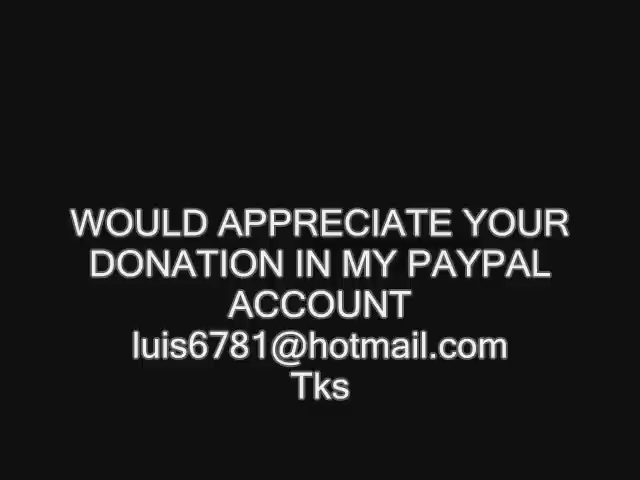 WOULD APPRECIATE YOUR
DONATION IN MY PAYPAL
ACCOUNT
luis6781@hotmail.com
Tks